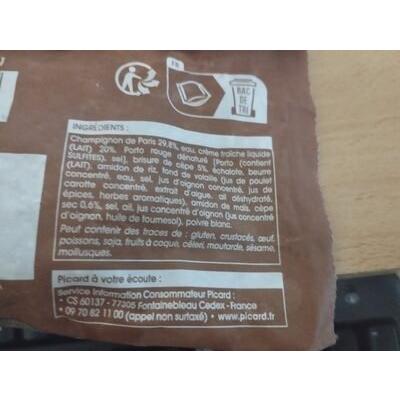 FR
BAC
DE
TRI
INGRÉDIENTS :
Champignon de Paris 29,8%, eau, crème fraîche liquide
(LAIT) 20%, Porto rouge dénaturé [Porto (contient
SULFITES), sel], brisure de cèpe 5%, échalote, beurre
(LAIT), amidon de riz, fond de volaille (jus de poulet
concentré, eau, sel, jus d'oignon concentré, jus de
carotte concentré, extrait d'algue, ail déshydraté,
épices, herbes aromatiques), amidon de maïs, cèpe
sec 0,6%, sel, ail, jus concentré d'oignon (jus concentré
d'oignon, huile de tournesol), poivre blanc.
Peut contenir des traces de : gluten, crustacés, œuf,
poissons, soja, fruits à coque, céleri, moutarde, sésame,
mollusques.
Picard à votre écoute :
Service Information Consommateur Picard :
• CS 60137 - 77305 Fontainebleau Cedex - France
• 09 70 82 11 00 (appel non surtaxé) • www.picard.fr